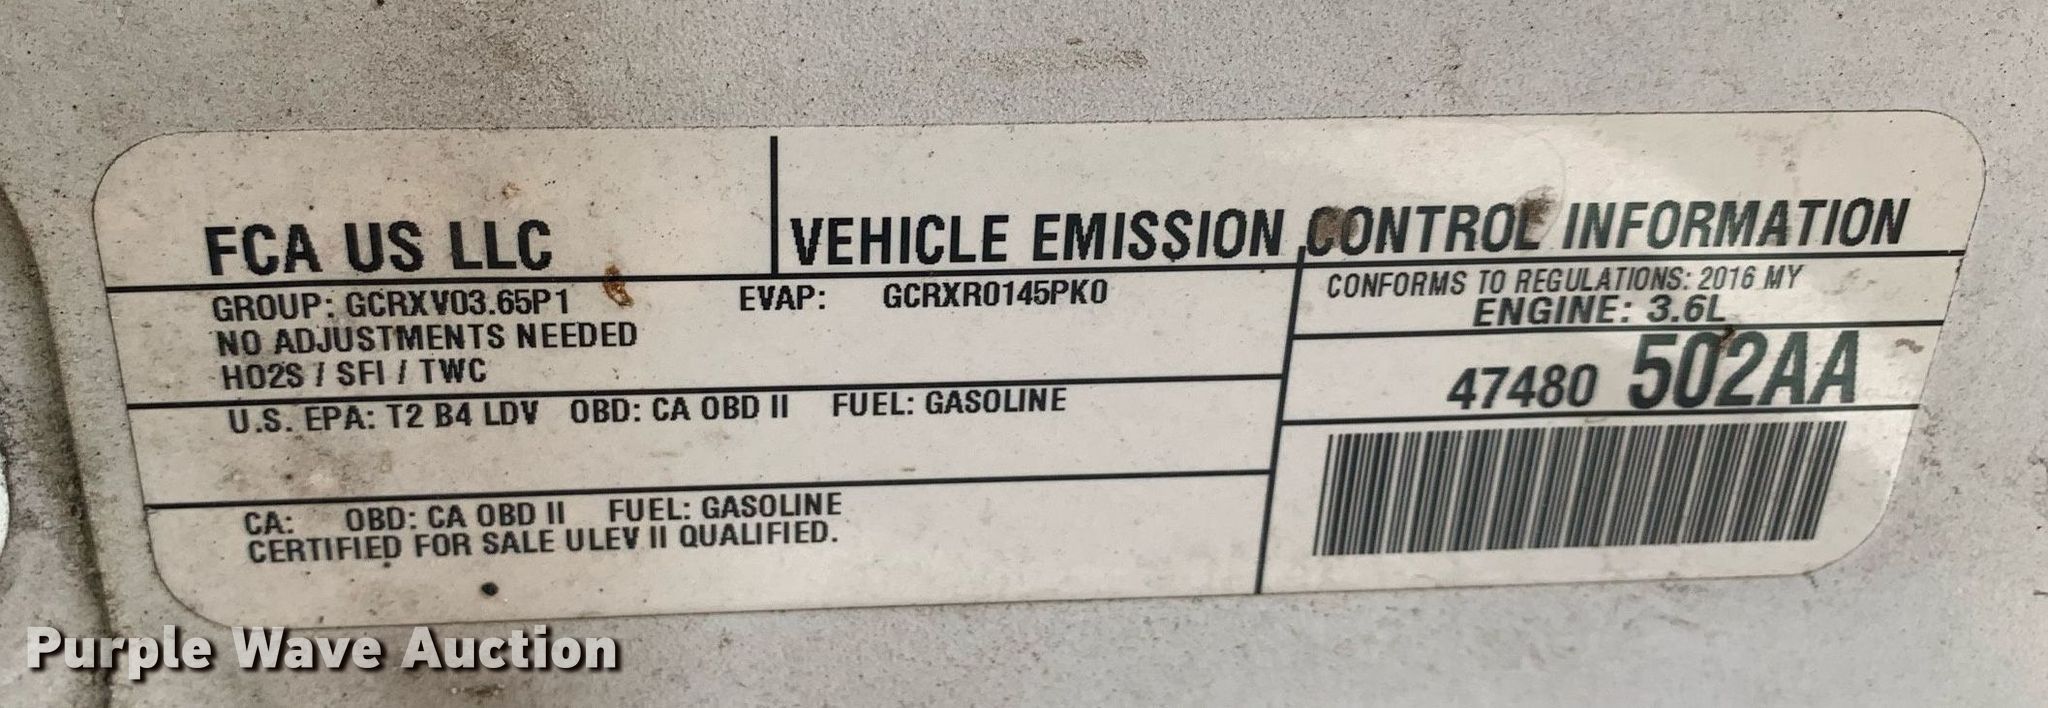 FCA US LLC
VEHICLE EMISSION CONTROL INFORMATION
GROUP: GCRXV03.65P1 EVAP: GCRXR0145PK0
NO ADJUSTMENTS NEEDED
HO2S / SFI / TWC
CONFORMS TO REGULATIONS: 2016 MY
ENGINE: 3.6L
47480 502AA
U.S. EPA: T2 B4 LDV OBD: CA OBD II FUEL: GASOLINE
CA: OBD: CA OBD II FUEL: GASOLINE
CERTIFIED FOR SALE ULEV II QUALIFIED.
Purple Wave Auction